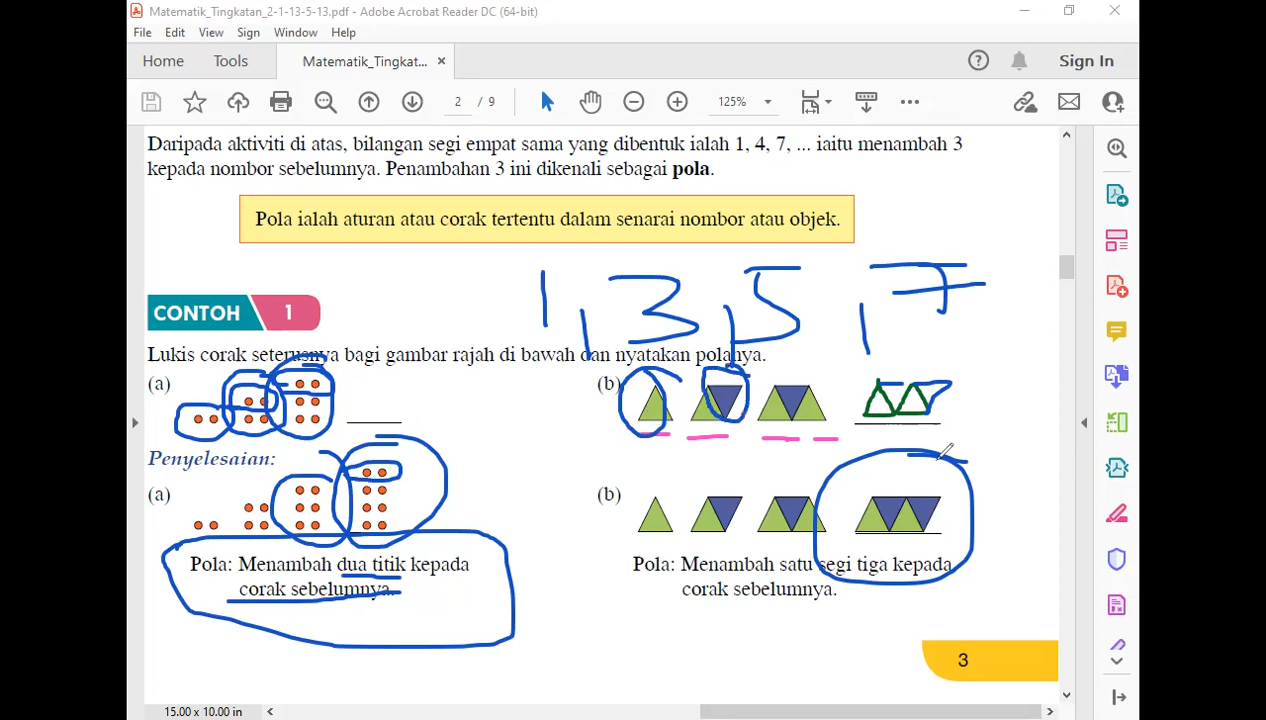 Matematik_Tingkatan_2-1-13-5-13.pdf - Adobe Acrobat Reader DC (64-bit)
File Edit View Sign Window Help
Home Tools Matematik_Tingkat... × Sign In
2 / 9 125%
Daripada aktiviti di atas, bilangan segi empat sama yang dibentuk ialah 1, 4, 7, ... iaitu menambah 3
kepada nombor sebelumnya. Penambahan 3 ini dikenali sebagai pola.
Pola ialah aturan atau corak tertentu dalam senarai nombor atau objek.
1, 3, 5, 7
CONTOH 1
Lukis corak seterusnya bagi gambar rajah di bawah dan nyatakan polanya.
(a) (b)
Penyelesaian:
(a) (b)
Pola: Menambah dua titik kepada
corak sebelumnya.
Pola: Menambah satu segi tiga kepada
corak sebelumnya.
3
15.00 x 10.00 in